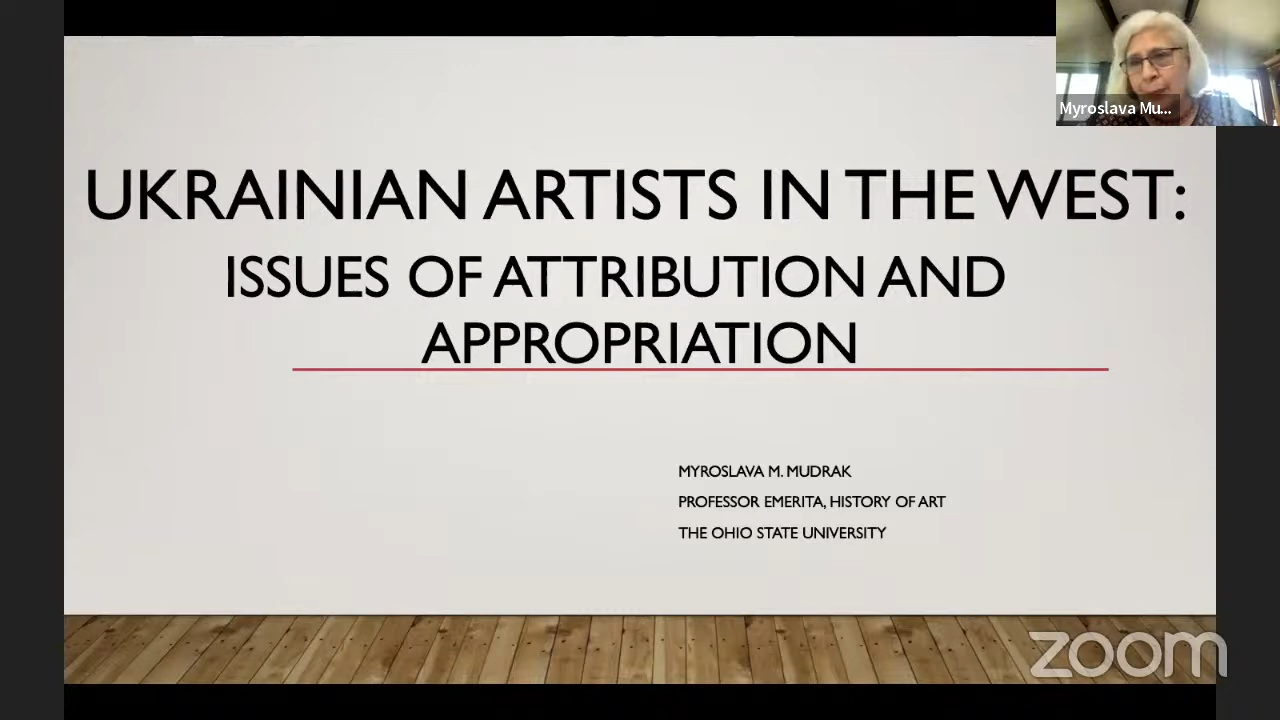 Myroslava Mu...
UKRAINIAN ARTISTS IN THE WEST:
ISSUES OF ATTRIBUTION AND
APPROPRIATION
MYROSLAVA M. MUDRAK
PROFESSOR EMERITA, HISTORY OF ART
THE OHIO STATE UNIVERSITY
zoom